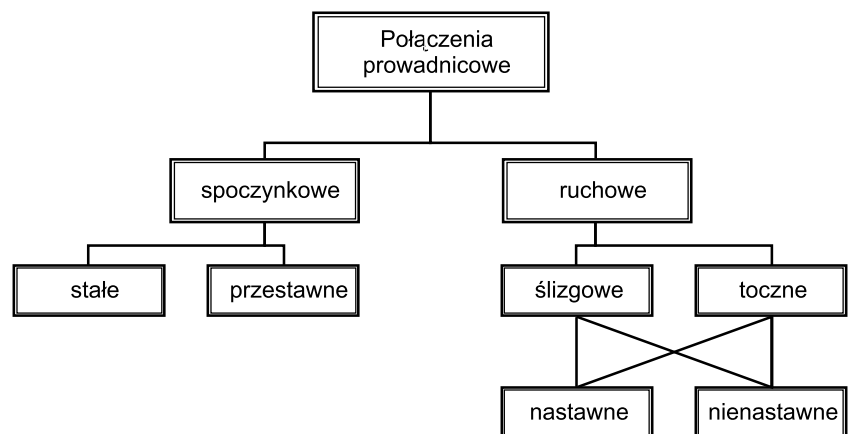 Połączenia
prowadnicowe
spoczynkowe
ruchowe
stałe
przestawne
ślizgowe
toczne
nastawne
nienastawne